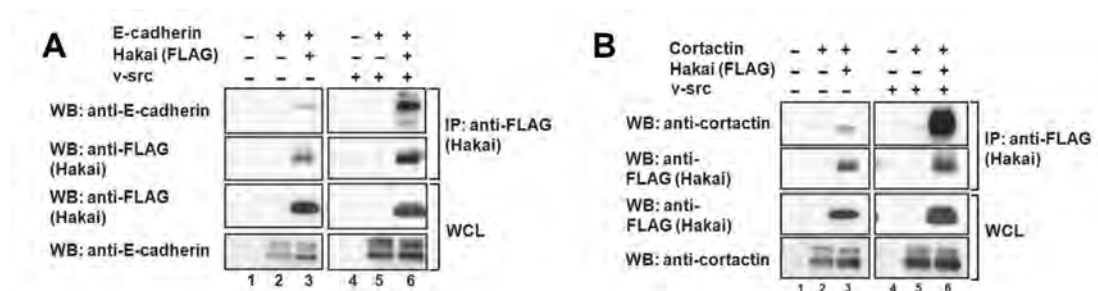 A
E-cadherin - + + - + +
Hakai (FLAG) - - + - - +
v-src - - - + + +
WB: anti-E-cadherin
WB: anti-FLAG
(Hakai)
IP: anti-FLAG
(Hakai)
WB: anti-FLAG
(Hakai)
WB: anti-E-cadherin
WCL
1 2 3 4 5 6
B
Cortactin - + + - + +
Hakai (FLAG) - - + - - +
v-src - - - + + +
WB: anti-cortactin
WB: anti-
FLAG (Hakai)
IP: anti-FLAG
(Hakai)
WB: anti-
FLAG (Hakai)
WB: anti-cortactin
WCL
1 2 3 4 5 6